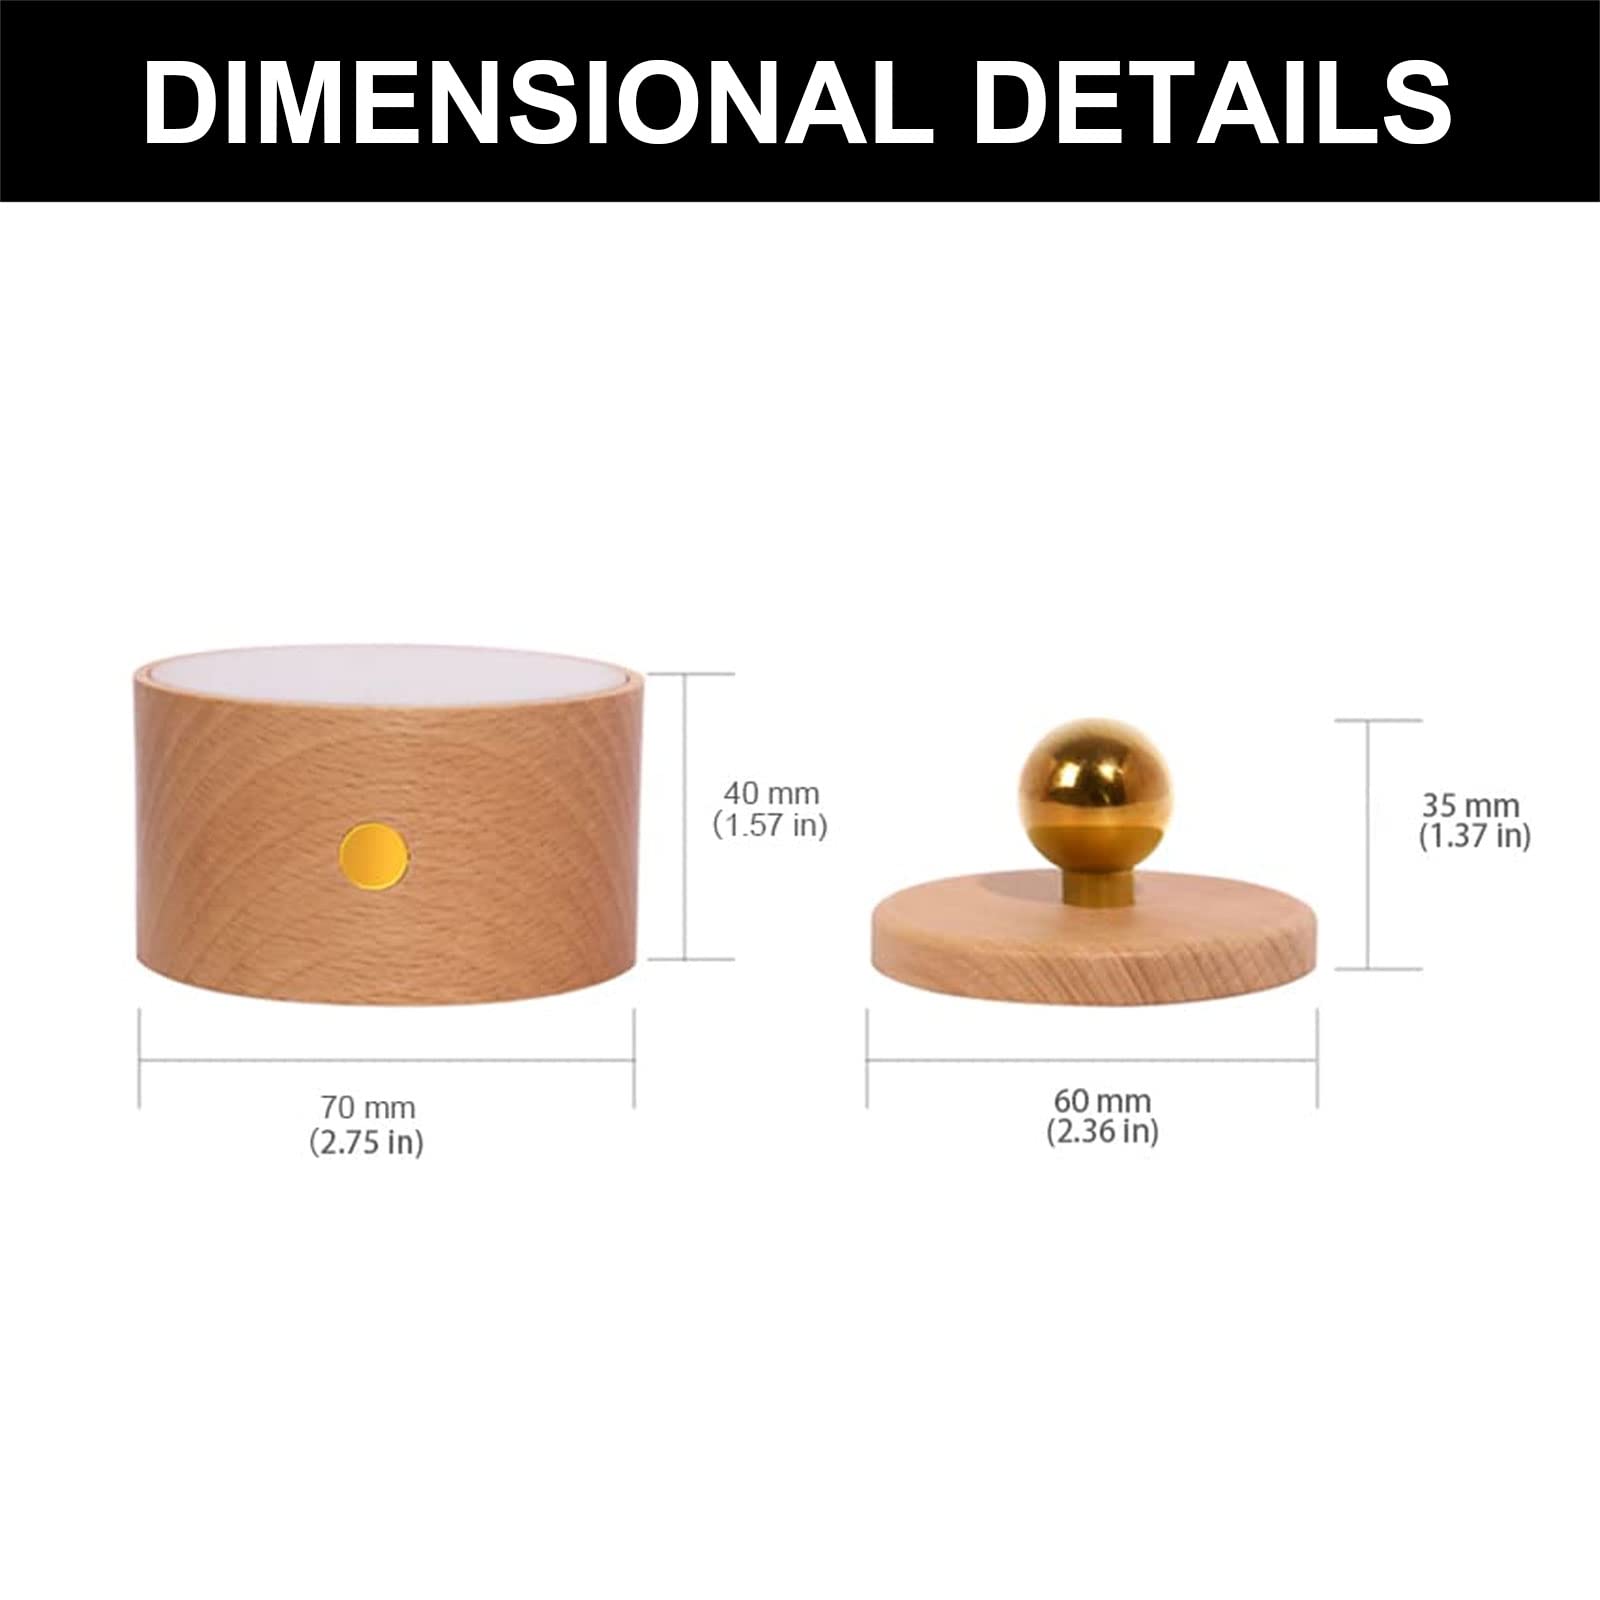 DIMENSIONAL DETAILS
40 mm
(1.57 in)
35 mm
(1.37 in)
70 mm
(2.75 in)
60 mm
(2.36 in)